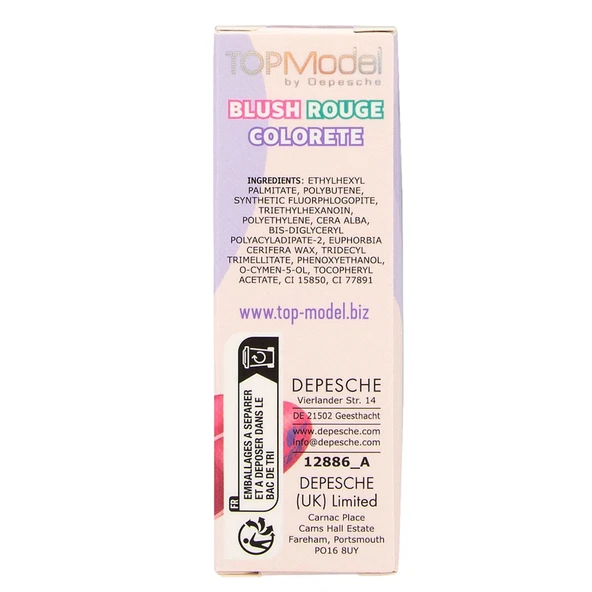 TOPModel
by Depesche
BLUSH ROUGE
COLORETE
INGREDIENTS: ETHYLHEXYL
PALMITATE, POLYBUTENE,
SYNTHETIC FLUORPHLOGOPITE,
TRIETHYLHEXANOIN,
POLYETHYLENE, CERA ALBA,
BIS-DIGLYCERYL
POLYACYLADIPATE-2, EUPHORBIA
CERIFERA WAX, TRIDECYL
TRIMELLITATE, PHENOXYETHANOL,
O-CYMEN-5-OL, TOCOPHERYL
ACETATE, CI 15850, CI 77891
www.top-model.biz
FR
EMBALLAGES A SEPARER
ET A DEPOSER DANS LE
BAC DE TRI
DEPESCHE
Vierlander Str. 14
DE 21502 Geesthacht
www.depesche.com
info@depesche.com
12886_A
DEPESCHE
(UK) Limited
Carnac Place
Cams Hall Estate
Fareham, Portsmouth
PO16 8UY